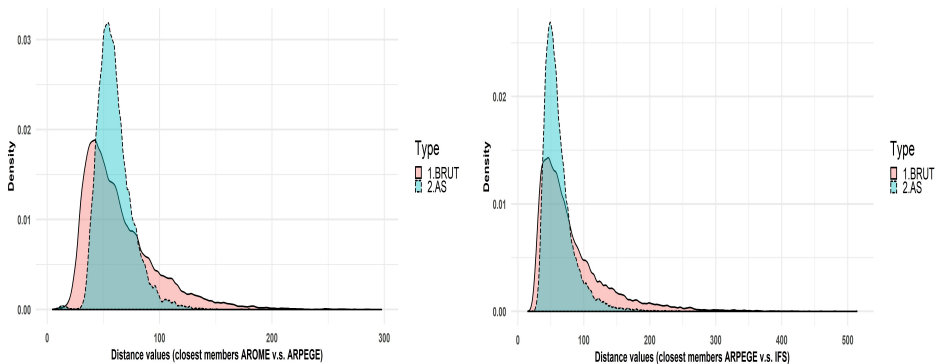 Density
0.03
0.02
0.01
0.00
0
100
200
300
Distance values (closest members AROME v.s. ARPEGE)
Type
1.BRUT
2.AS
Density
0.02
0.01
0.00
0
100
200
300
400
500
Distance values (closest members ARPEGE v.s. IFS)
Type
1.BRUT
2.AS